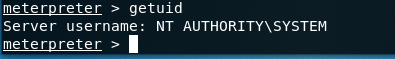 meterpreter > getuid
Server username: NT AUTHORITY\SYSTEM
meterpreter >